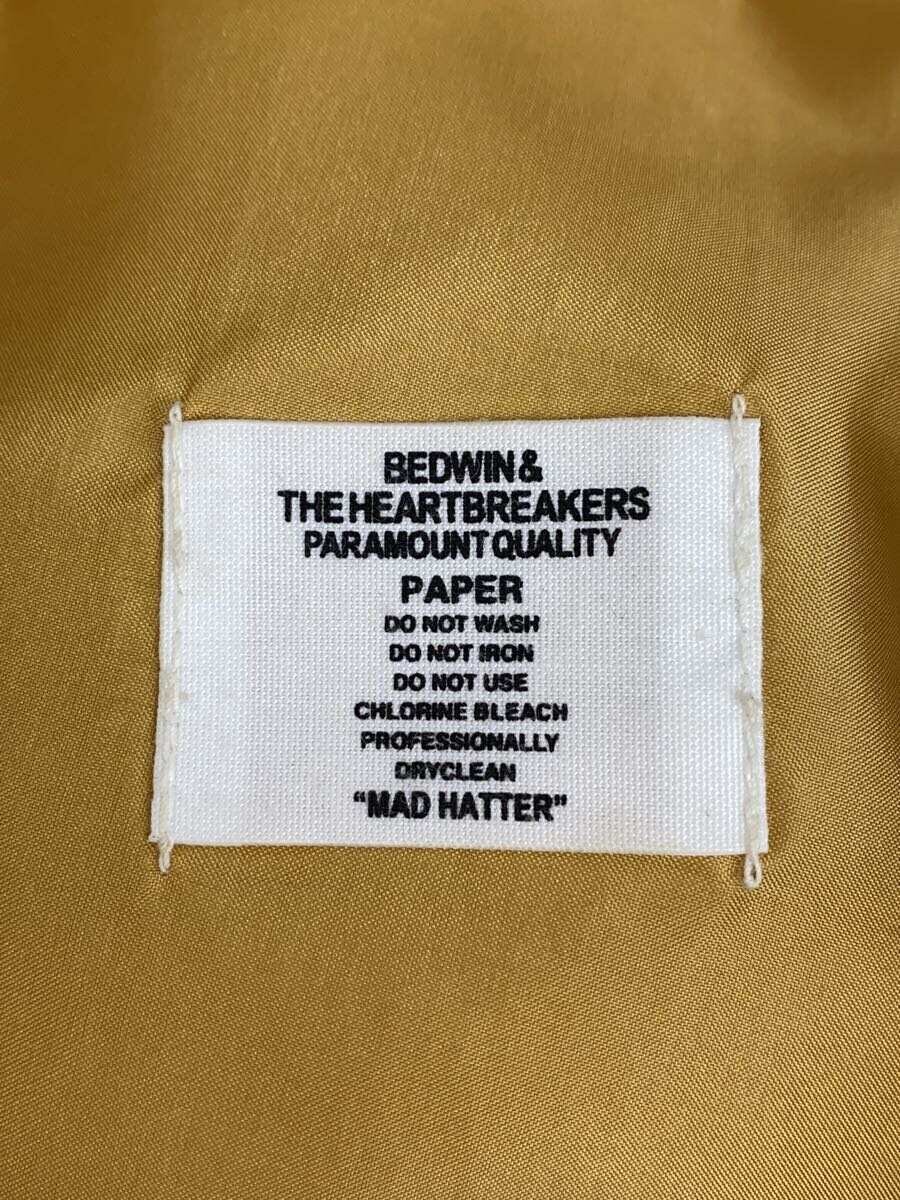 BEDWIN &
THE HEARTBREAKERS
PARAMOUNT QUALITY
PAPER
DO NOT WASH
DO NOT IRON
DO NOT USE
CHLORINE BLEACH
PROFESSIONALLY
DRYCLEAN
“MAD HATTER”